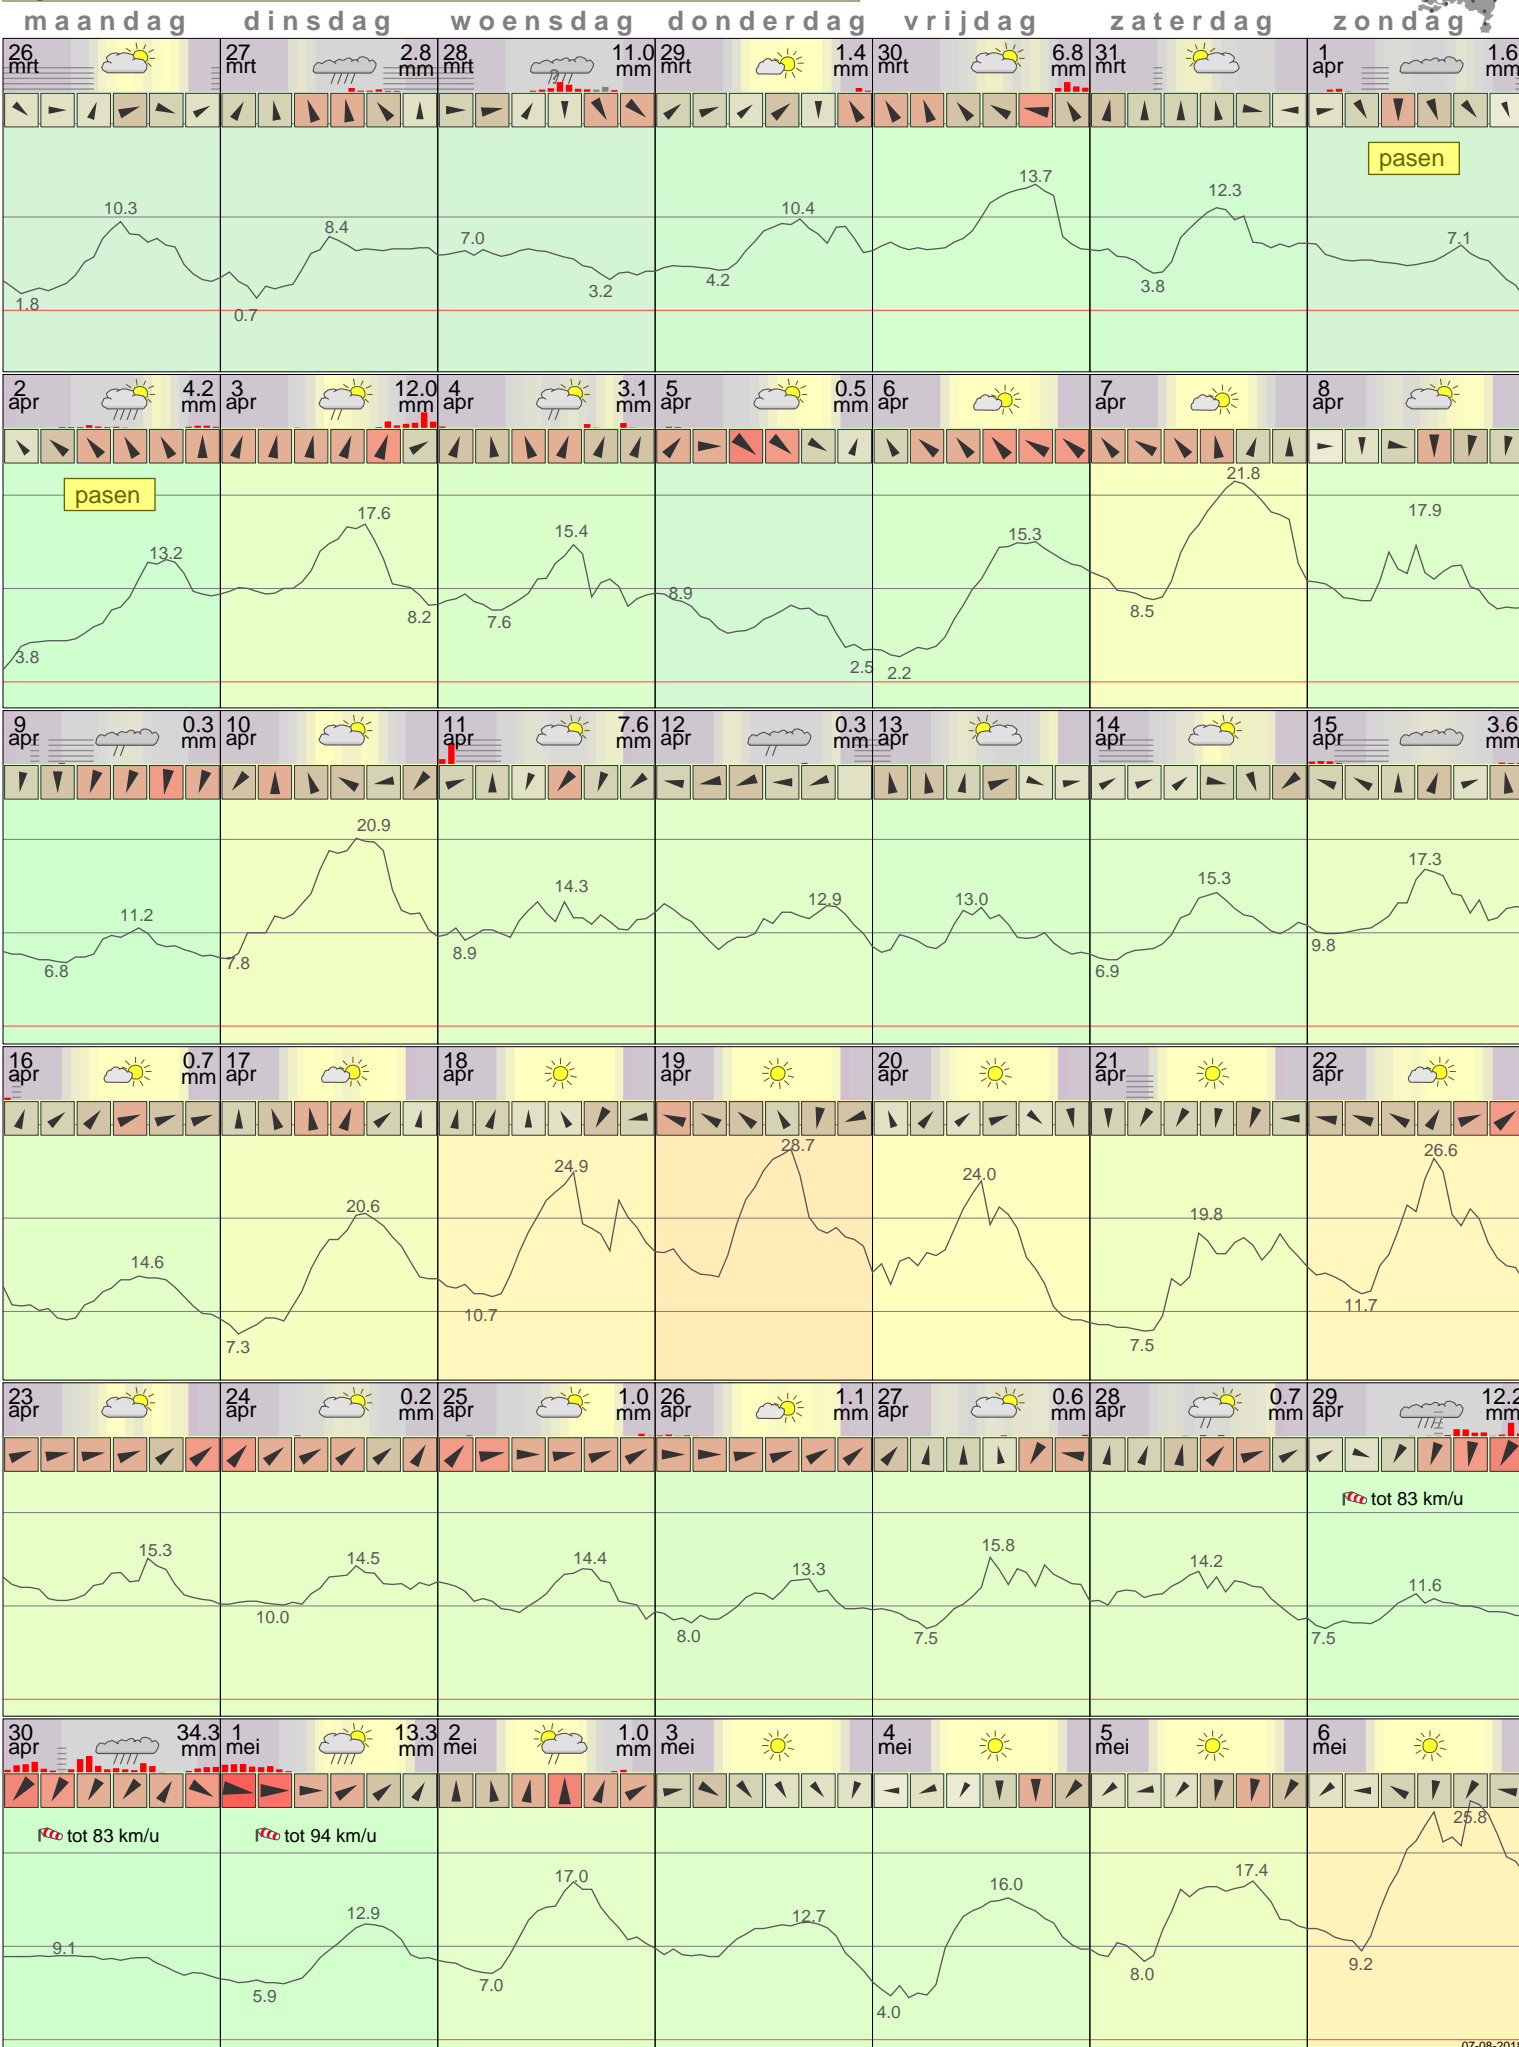 maandag dinsdag woensdag donderdag vrijdag zaterdag zondag
26 27 2.8 28 11.0 29 1.4 30 6.8 31 1 1.6
mrt mrt mm mrt mm mrt mm mrt mm mrt apr mm
?
pasen
10.3 8.4 7.0 10.4 13.7 12.3 7.1
1.8 0.7 3.2 4.2 3.8
2 4.2 3 12.0 4 3.1 5 0.5 6 7 8
apr mm apr mm apr mm apr mm apr apr apr
pasen
13.2 17.6 15.4 8.9 15.3 21.8 17.9
3.8 8.2 7.6 2.5 2.2 8.5
9 0.3 10 11 7.6 12 0.3 13 14 15 3.6
apr mm apr apr mm apr mm apr apr apr mm
11.2 20.9 14.3 12.9 13.0 15.3 17.3
6.8 7.8 8.9 6.9 9.8
16 0.7 17 18 19 20 21 22
apr mm apr apr apr apr apr apr
14.6 20.6 24.9 28.7 24.0 19.8 26.6
7.3 10.7 7.5 11.7
23 24 0.2 25 1.0 26 1.1 27 0.6 28 0.7 29 12.2
apr apr mm apr mm apr mm apr mm apr mm apr mm
tot 83 km/u
15.3 14.5 14.4 13.3 15.8 14.2 11.6
10.0 8.0 7.5 7.5
30 34.3 1 13.3 2 1.0 3 4 5 6
apr mm mei mm mei mm mei mei mei mei
tot 83 km/u tot 94 km/u
9.1 12.9 17.0 12.7 16.0 17.4 25.8
5.9 7.0 4.0 8.0 9.2
07-08-2018